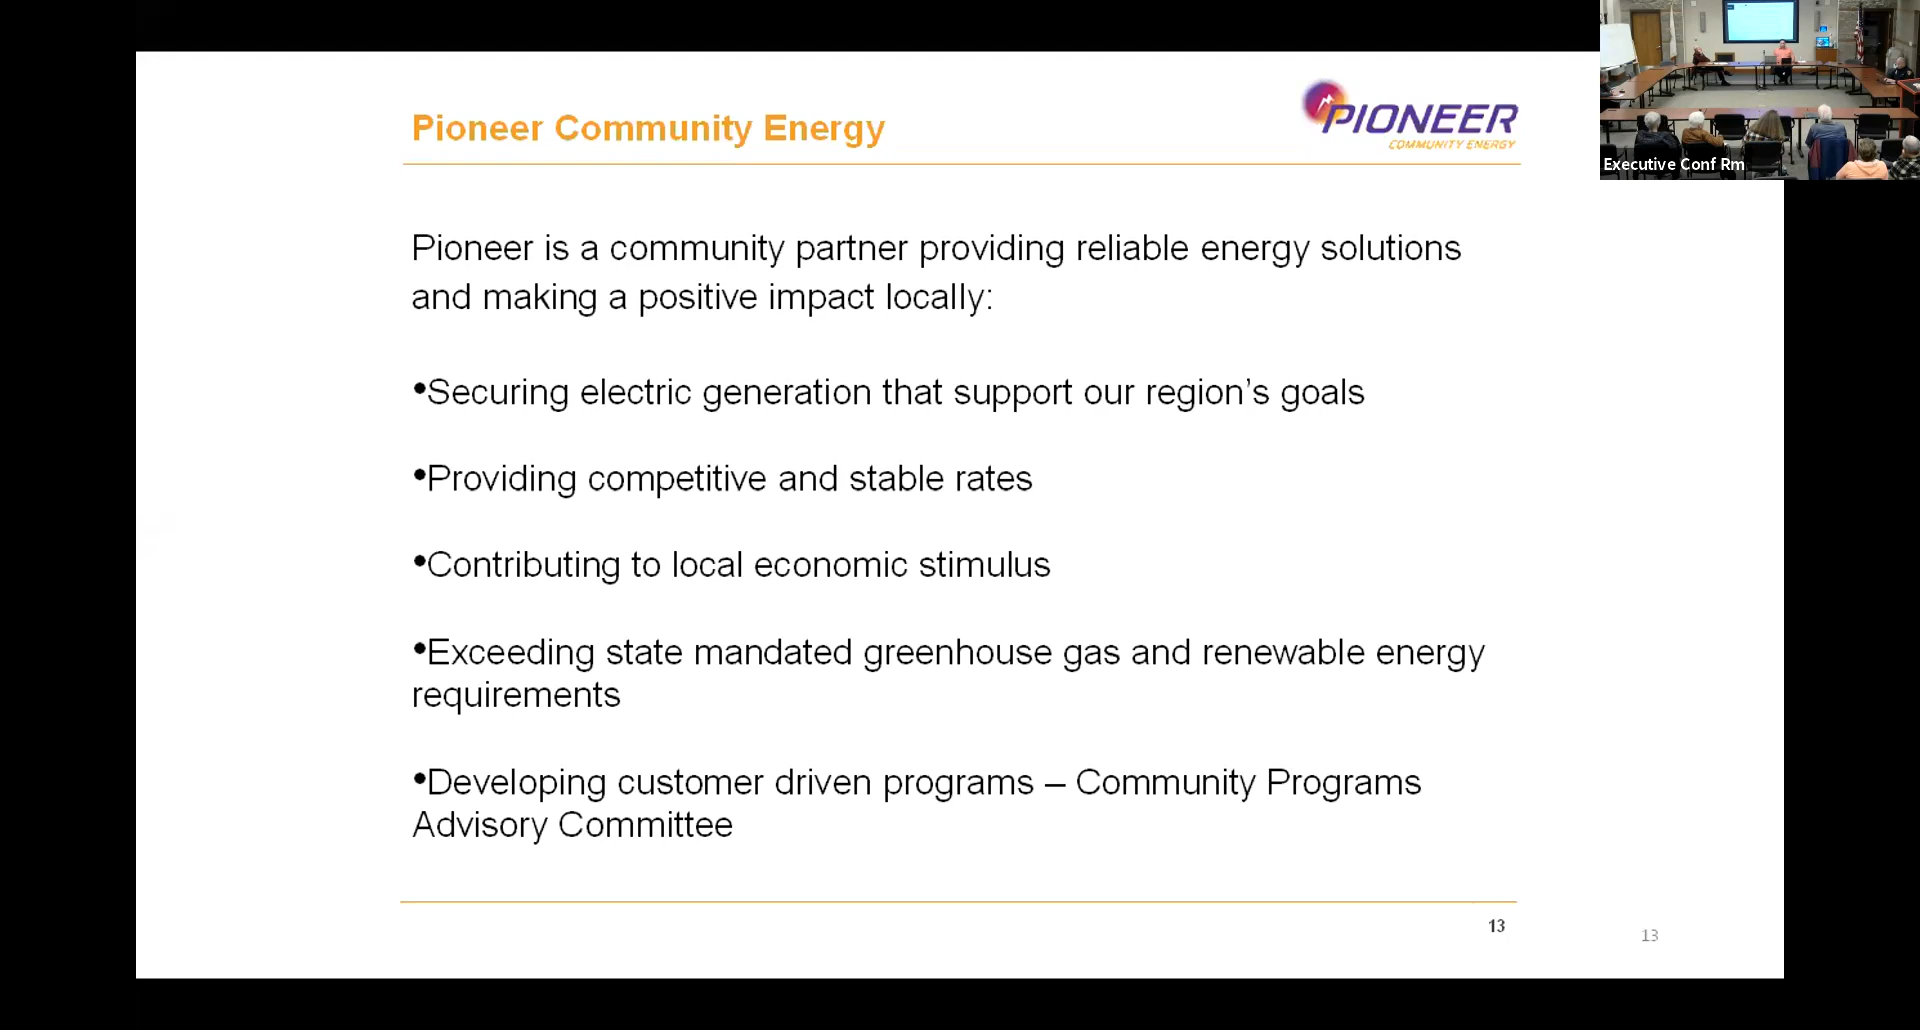 Pioneer Community Energy
PIONEER
COMMUNITY ENERGY
Executive Conf Rm
Pioneer is a community partner providing reliable energy solutions
and making a positive impact locally:
•Securing electric generation that support our region’s goals
•Providing competitive and stable rates
•Contributing to local economic stimulus
•Exceeding state mandated greenhouse gas and renewable energy
requirements
•Developing customer driven programs – Community Programs
Advisory Committee
13
13